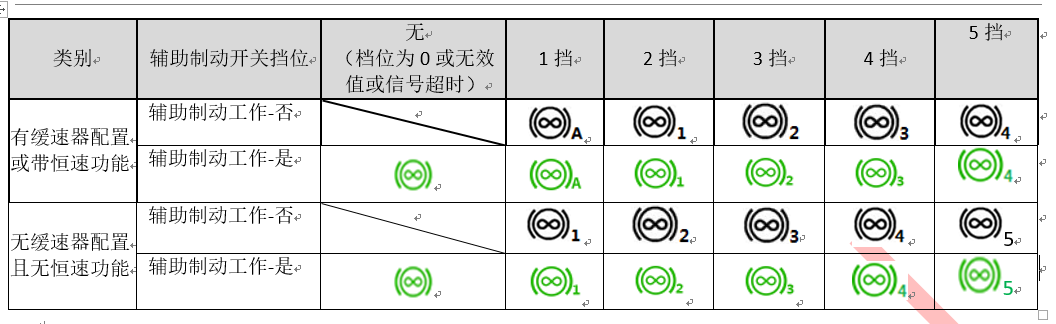 类别 辅助制动开关挡位 无 1 挡 2 挡 3 挡 4 挡 5 挡
（档位为 0 或无效
值或信号超时）
有缓速器配置
或带恒速功能
辅助制动工作-否 A 1 2 3 4
辅助制动工作-是 A 1 2 3 4
无缓速器配置
且无恒速功能
辅助制动工作-否 1 2 3 4 5
辅助制动工作-是 1 2 3 4 5